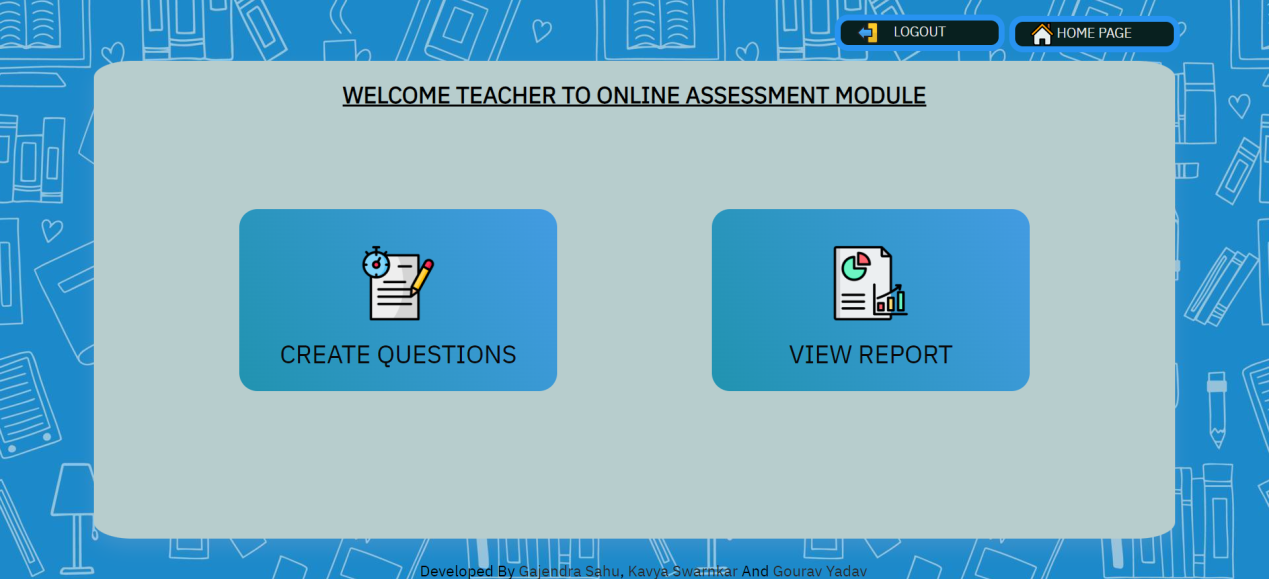 LOGOUT
HOME PAGE
WELCOME TEACHER TO ONLINE ASSESSMENT MODULE
CREATE QUESTIONS
VIEW REPORT
Developed By Gajendra Sahu, Kavya Swarnkar And Gourav Yadav